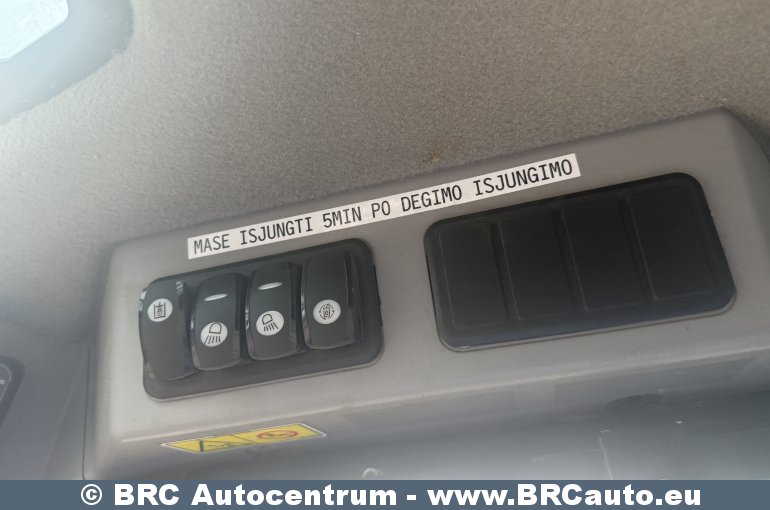 MASE ISJUNGTI 5MIN PO DEGIMO ISJUNGIMO
© BRC Autocentrum - www.BRCauto.eu